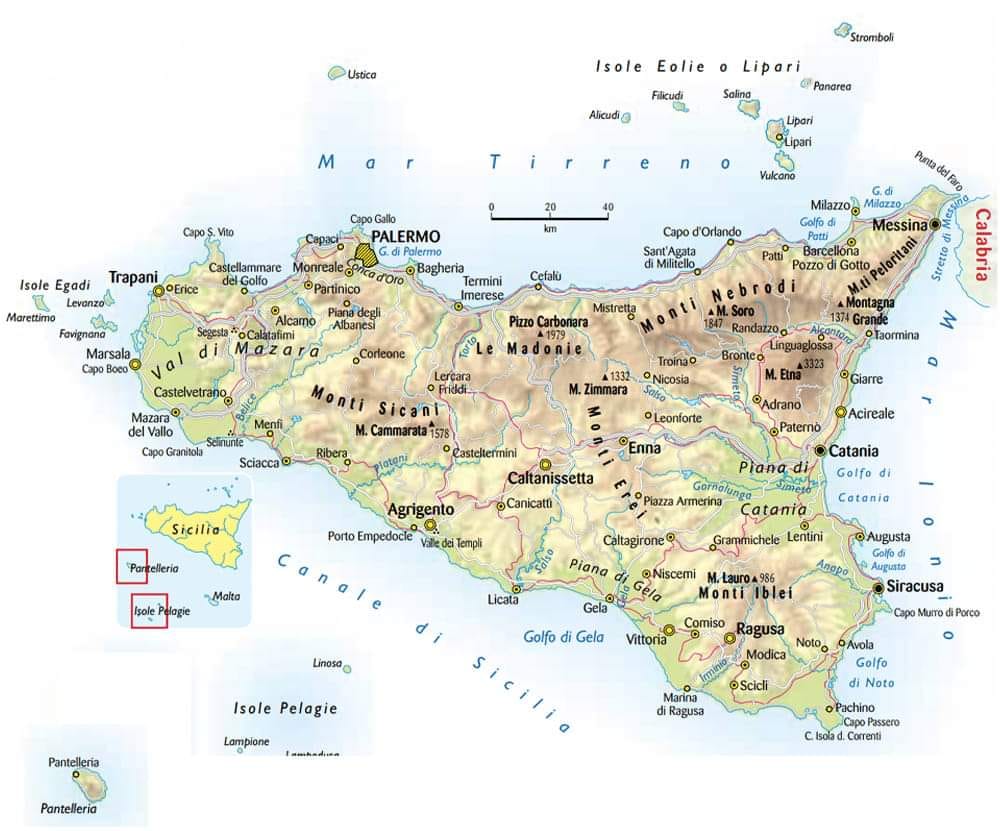 Stromboli
Isole Eolie o Lipari
Ustica
Panarea
Filicudi
Salina
Alicudi
Lipari
Lipari
Vulcano
Mar Tirreno
Punta del Faro
0 20 40
km
Capo Gallo
Capo S. Vito
Capaci
PALERMO
G. di Palermo
Conca d'Oro
Monreale
Bagheria
Capo d'Orlando
Milazzo
G. di
Milazzo
Golfo di
Patti
Messina
Stretto di Messina
Calabria
Isole Egadi
Levanzo
Marettimo
Favignana
Trapani
Erice
Castellammare
del Golfo
Partinico
Termini
Imerese
Cefalù
Sant'Agata
di Militello
Patti
Barcellona
Pozzo di Gotto
M.ti Peloritani
Segesta
Calatafimi
Alcamo
Piana degli
Albanesi
Pizzo Carbonara
1979
Le Madonie
Mistretta
Monti Nebrodi
M. Soro
1847
Montagna
1374 Grande
Randazzo
Alcantara
Taormina
Linguaglossa
Marsala
Capo Boeo
Val di Mazara
Corleone
Torto
Lercara
Friddi
M. Zimmara
1332
Troina
Nicosia
Salso
Bronte
Simeto
3323
M. Etna
Giarre
Castelvetrano
Belice
Monti Sicani
M. Cammarata 1578
Monti Erei
Leonforte
Adrano
Acireale
Mazara
del Vallo
Selinunte
Menfi
Capo Granitola
Sciacca
Ribera
Platani
Casteltermini
Enna
Paternò
Catania
Caltanissetta
Piana di
Catania
Simeto
Gornalunga
Golfo di
Catania
Agrigento
Porto Empedocle
Valle dei Templi
Canicattì
Piazza Armerina
Caltagirone
Grammichele
Lentini
Augusta
Golfo di
Augusta
Mar Ionio
Sicilia
Pantelleria
Isole Pelagie
Malta
Canale di Sicilia
Salso
Licata
Piana di Gela
Gela
Gela
Niscemi
M. Lauro 986
Monti Iblei
Anapo
Siracusa
Capo Murro di Porco
Golfo di Gela
Vittoria
Comiso
Ragusa
Modica
Noto
Avola
Irminio
Scicli
Golfo
di Noto
Marina
di Ragusa
Pachino
Capo Passero
C. Isola d. Correnti
Linosa
Isole Pelagie
Lampione
Lampedusa
Pantelleria
Pantelleria